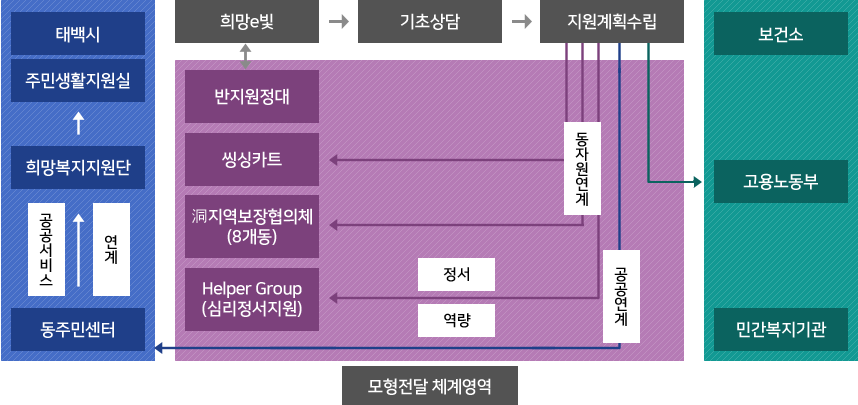 태백시
주민생활지원실
희망복지지원단
공공서비스
연계
동주민센터
희망e빛
기초상담
지원계획수립
반지원정대
씽싱카트
洞지역보장협의체
(8개동)
Helper Group
(심리정서지원)
동자원연계
정서
역량
공공연계
보건소
고용노동부
민간복지기관
모형전달 체계영역